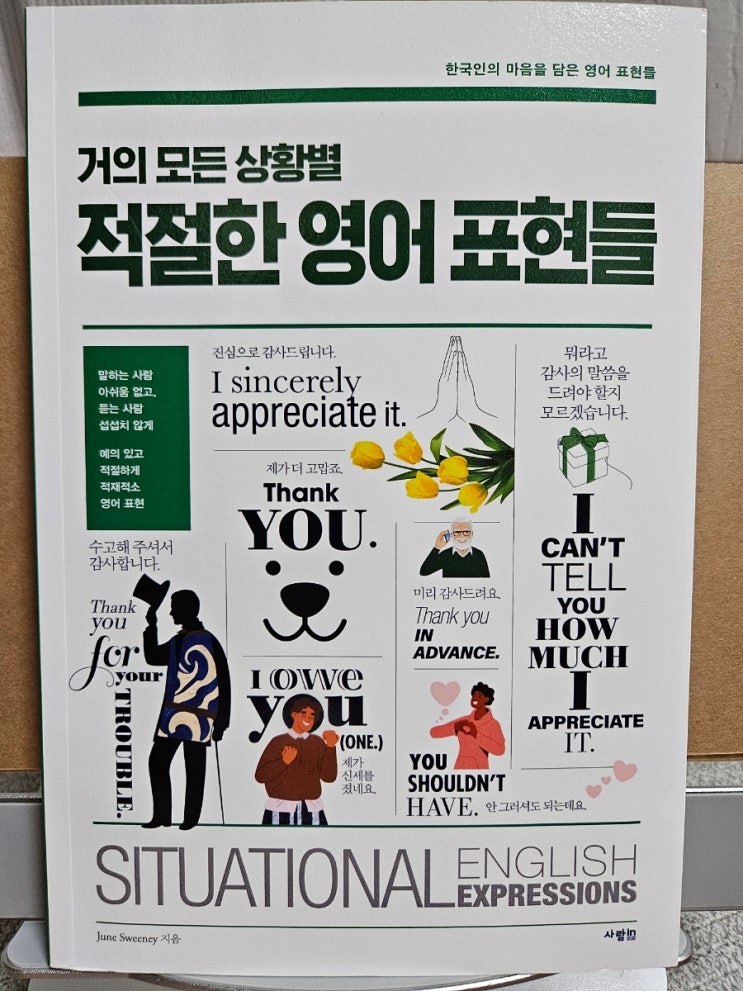 한국인의 마음을 담은 영어 표현들
거의 모든 상황별
적절한 영어 표현들
말하는 사람
아쉬움 없고,
듣는 사람
섭섭치 않게
예의 있고
적절하게
적재적소
영어 표현
진심으로 감사드립니다.
I sincerely
appreciate it.
뭐라고
감사의 말씀을
드려야 할지
모르겠습니다.
I
CAN'T
TELL
YOU
HOW
MUCH
I
APPRECIATE
IT.
제가 더 고맙죠.
Thank
YOU.
수고해 주셔서
감사합니다.
Thank
you
for
your
TROUBLE.
미리 감사드려요.
Thank you
IN
ADVANCE.
I owe
you
(ONE.)
제가
신세를
졌네요.
YOU
SHOULDN'T
HAVE. 안 그러셔도 되는데요.
SITUATIONAL
ENGLISH
EXPRESSIONS
June Sweeney 지음
사람in